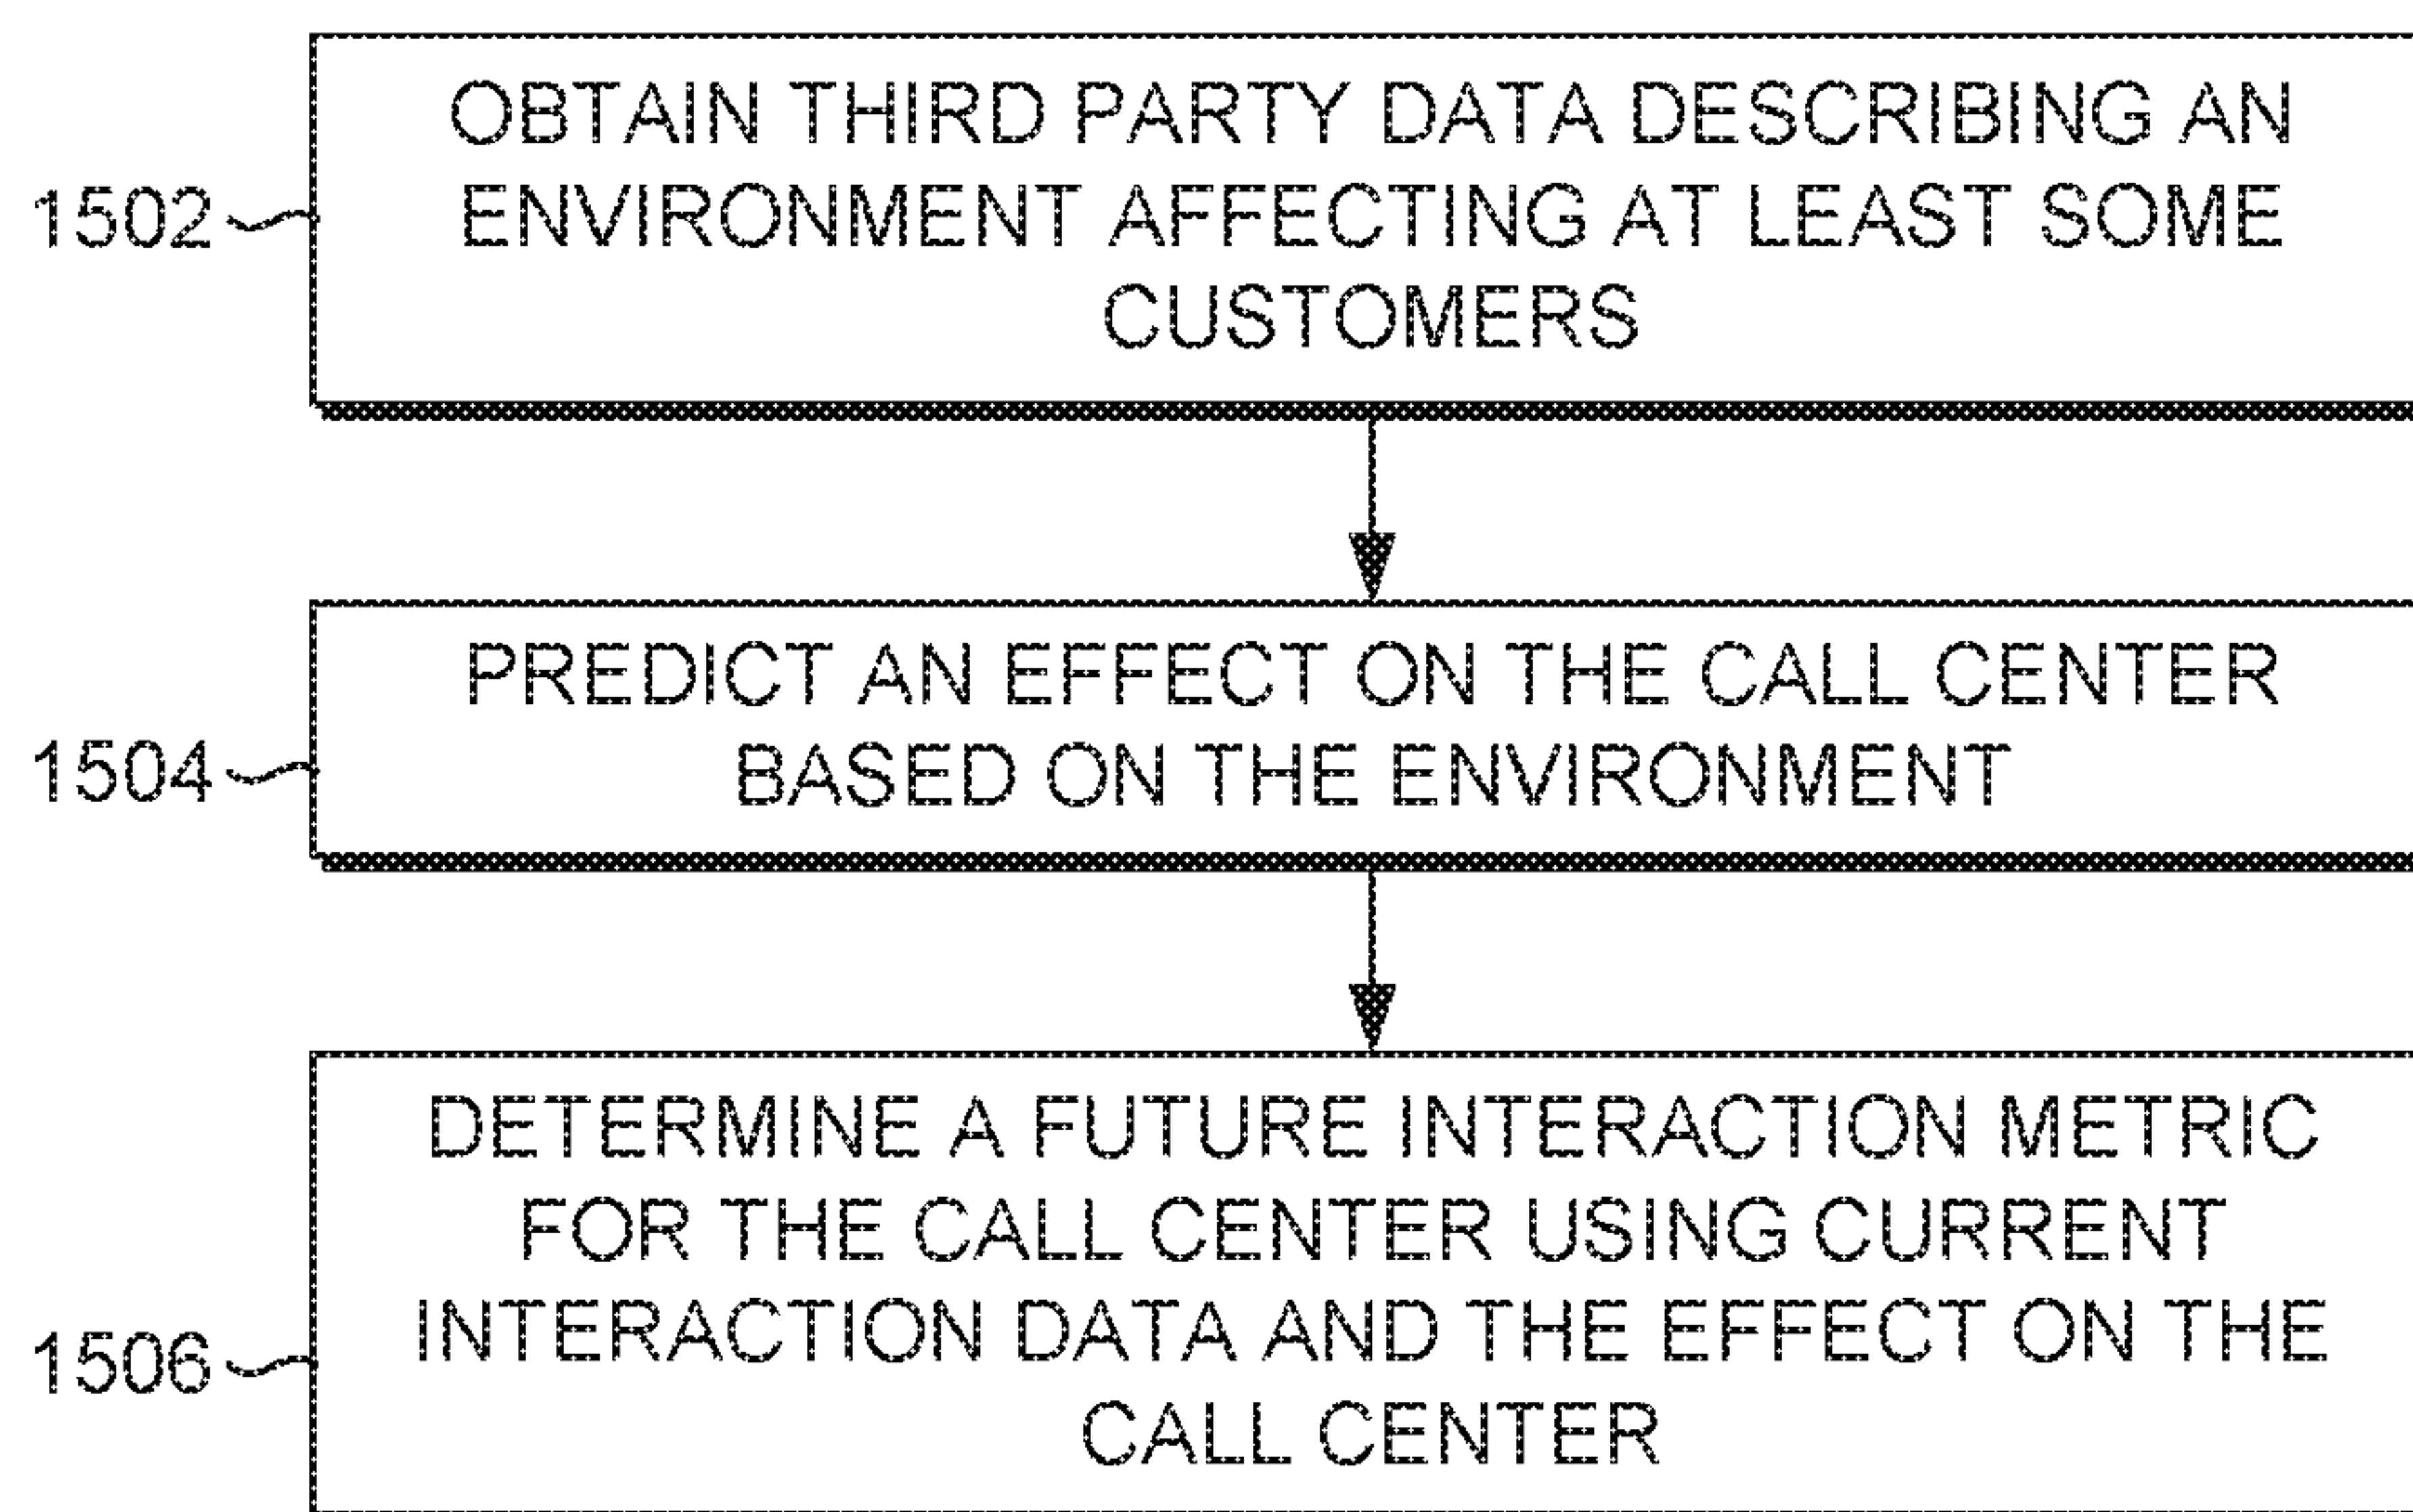 OBTAIN THIRD PARTY DATA DESCRIBING AN
1502
ENVIRONMENT AFFECTING AT LEAST SOME
CUSTOMERS
PREDICT AN EFFECT ON THE CALL CENTER
1504
BASED ON THE ENVIRONMENT
DETERMINE A FUTURE INTERACTION METRIC
FOR THE CALL CENTER USING CURRENT
1506
INTERACTION DATA AND THE EFFECT ON THE
CALL CENTER